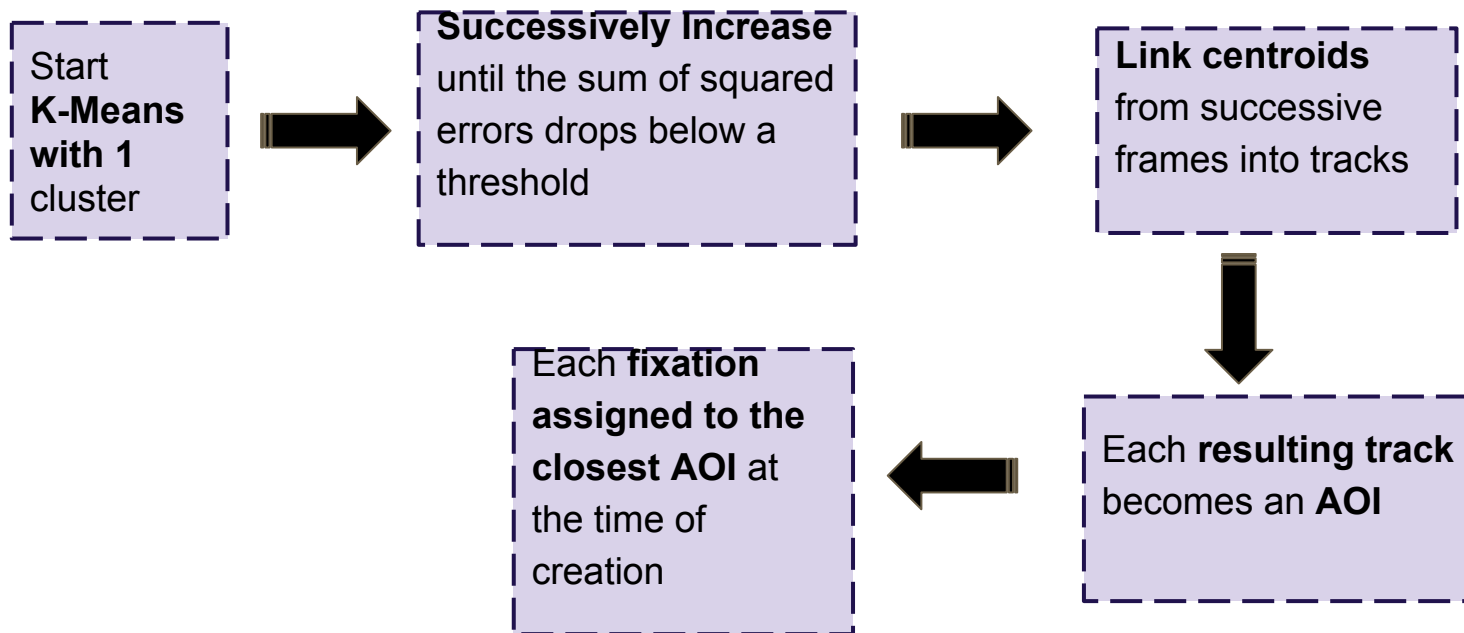 Start
K-Means
with 1
cluster
Successively Increase
until the sum of squared
errors drops below a
threshold
Link centroids
from successive
frames into tracks
Each resulting track
becomes an AOI
Each fixation
assigned to the
closest AOI at
the time of
creation